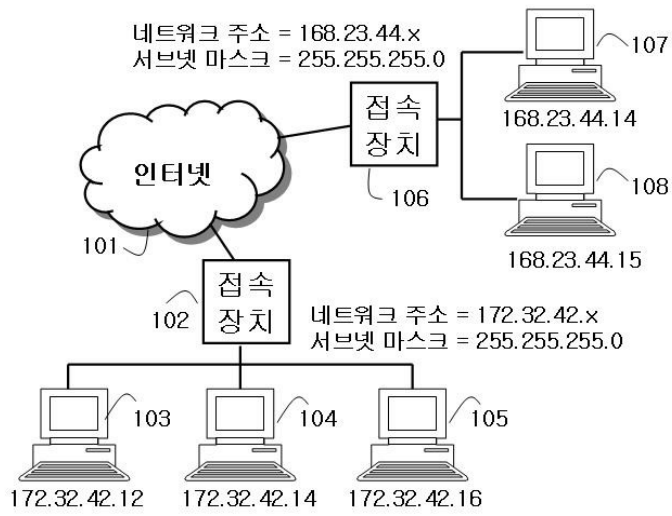 네트워크 주소 = 168.23.44.x
서브넷 마스크 = 255.255.255.0
107
접속
장치
168.23.44.14
인터넷
106
108
101
168.23.44.15
접속
장치
102
네트워크 주소 = 172.32.42.x
서브넷 마스크 = 255.255.255.0
103
104
105
172.32.42.12
172.32.42.14
172.32.42.16